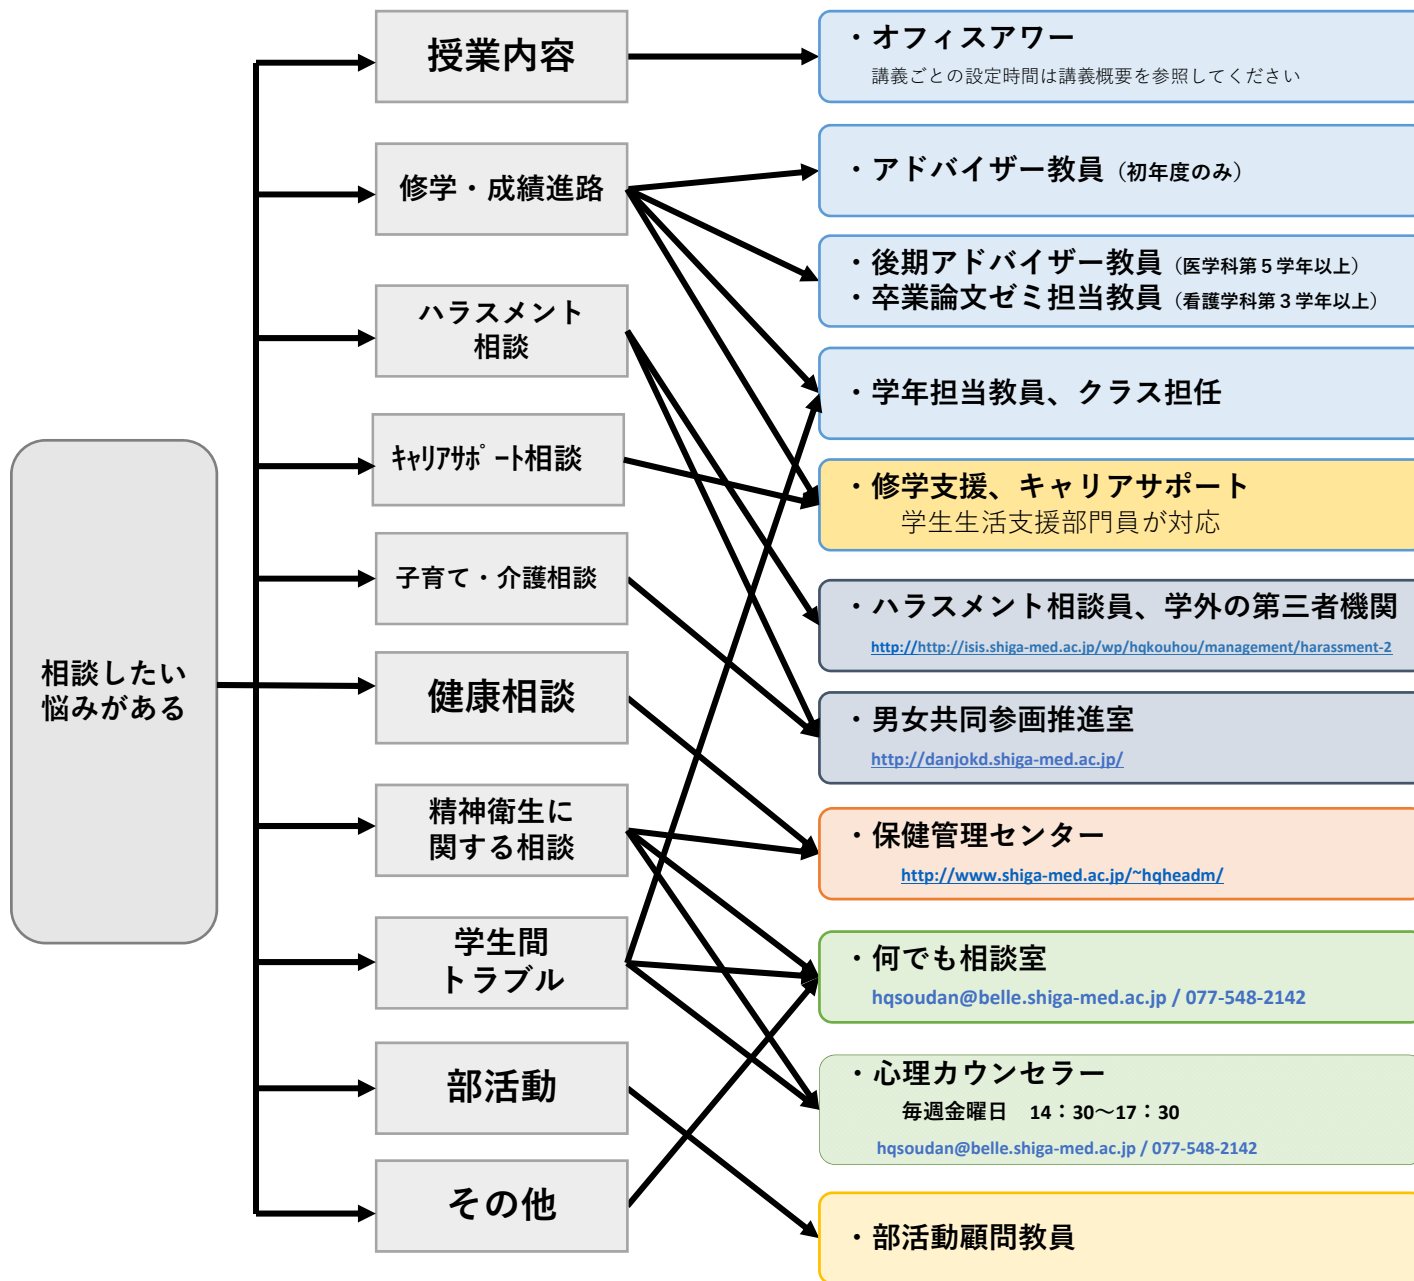 相談したい
悩みがある
授業内容
修学・成績進路
ハラスメント
相談
ｷｬﾘｱｻﾎﾟｰﾄ相談
子育て・介護相談
健康相談
精神衛生に
関する相談
学生間
トラブル
部活動
その他
・オフィスアワー
講義ごとの設定時間は講義概要を参照してください
・アドバイザー教員（初年度のみ）
・後期アドバイザー教員（医学科第５学年以上）
・卒業論文ゼミ担当教員（看護学科第３学年以上）
・学年担当教員、クラス担任
・修学支援、キャリアサポート
学生生活支援部門員が対応
・ハラスメント相談員、学外の第三者機関
http://http://isis.shiga-med.ac.jp/wp/hqkouhou/management/harassment-2
・男女共同参画推進室
http://danjokd.shiga-med.ac.jp/
・保健管理センター
http://www.shiga-med.ac.jp/~hqheadm/
・何でも相談室
hqsoudan@belle.shiga-med.ac.jp / 077-548-2142
・心理カウンセラー
毎週金曜日　14：30～17：30
hqsoudan@belle.shiga-med.ac.jp / 077-548-2142
・部活動顧問教員